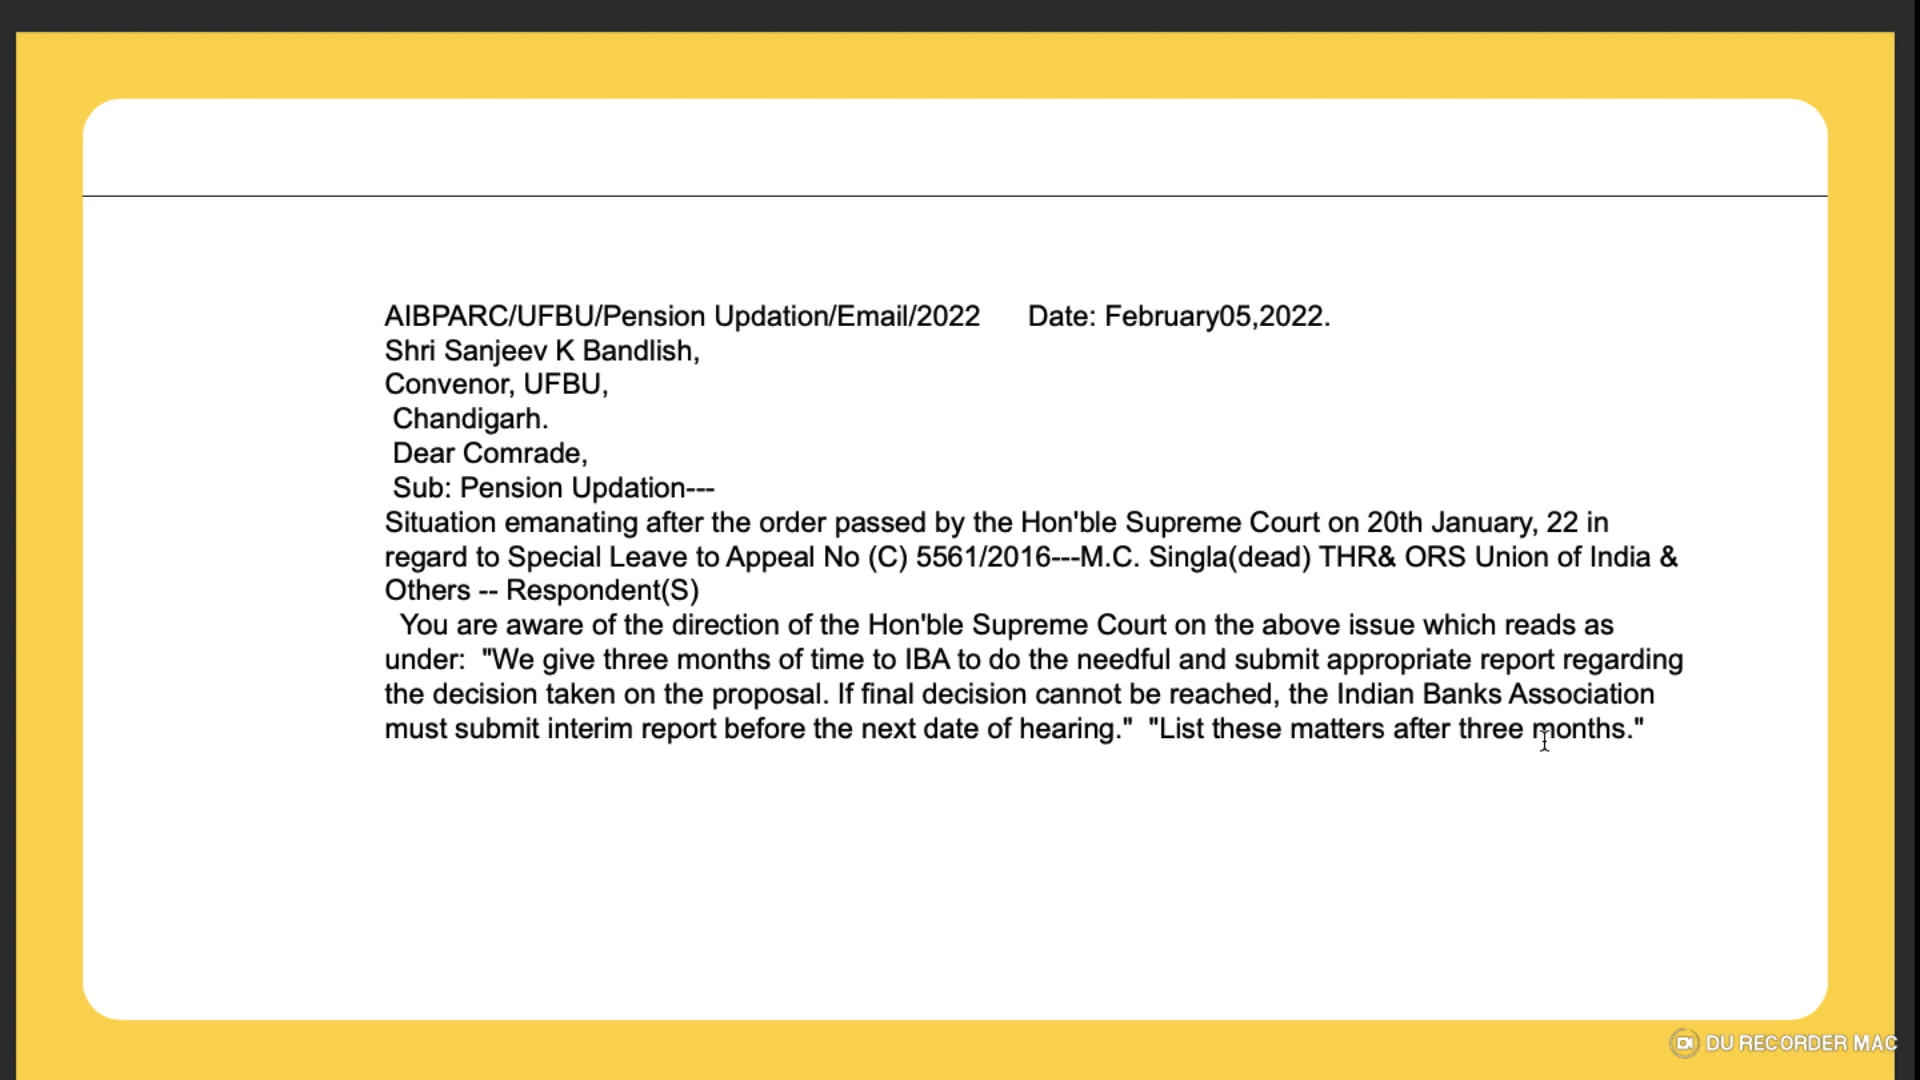 AIBPARC/UFBU/Pension Updation/Email/2022 Date: February05,2022.
Shri Sanjeev K Bandlish,
Convenor, UFBU,
Chandigarh.
Dear Comrade,
Sub: Pension Updation---
Situation emanating after the order passed by the Hon'ble Supreme Court on 20th January, 22 in
regard to Special Leave to Appeal No (C) 5561/2016---M.C. Singla(dead) THR& ORS Union of India &
Others -- Respondent(S)
You are aware of the direction of the Hon'ble Supreme Court on the above issue which reads as
under: "We give three months of time to IBA to do the needful and submit appropriate report regarding
the decision taken on the proposal. If final decision cannot be reached, the Indian Banks Association
must submit interim report before the next date of hearing." "List these matters after three months."
DU RECORDER MAC